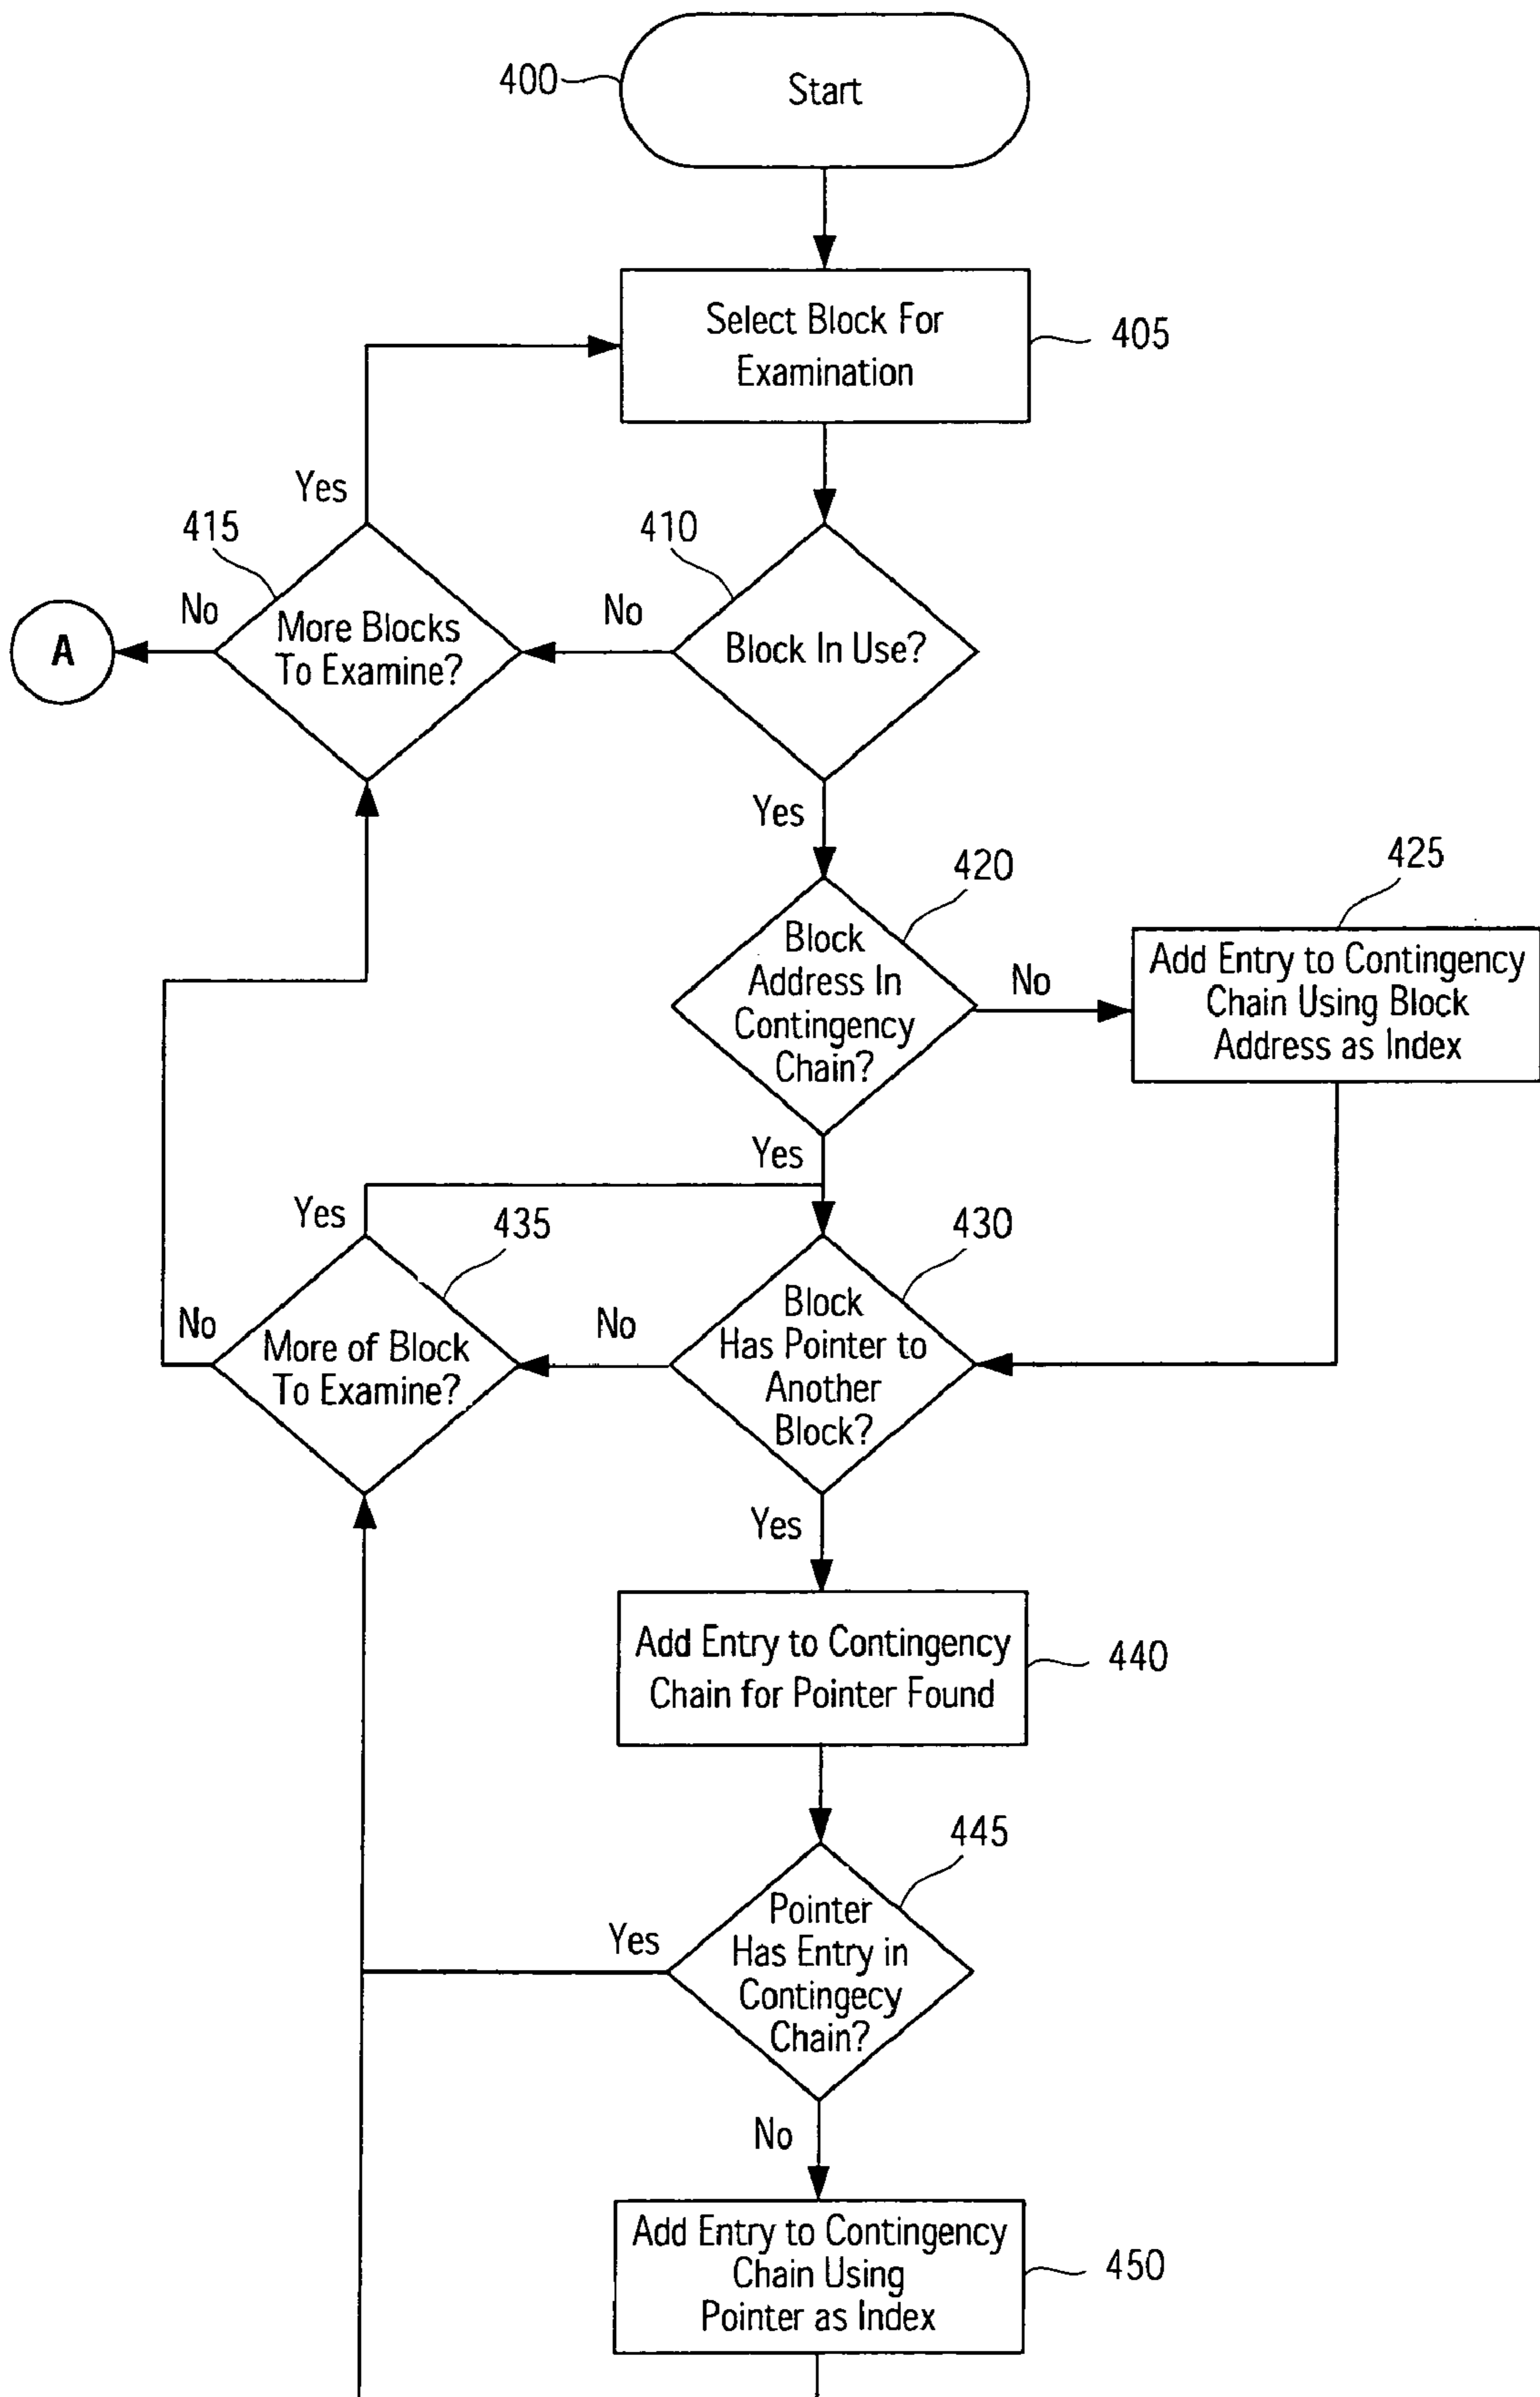 400
Start
Select Block For
Examination
405
Yes
415
410
No
More Blocks
To Examine?
No
Block In Use?
A
Yes
420
425
Block
Address In
Contingency
Chain?
No
Add Entry to Contingency
Chain Using Block
Address as Index
Yes
Yes
435
430
No
More of Block
To Examine?
No
Block
Has Pointer to
Another
Block?
Yes
Add Entry to Contingency
Chain for Pointer Found
440
445
Yes
Pointer
Has Entry in
Contingecy
Chain?
No
Add Entry to Contingency
Chain Using
Pointer as Index
450